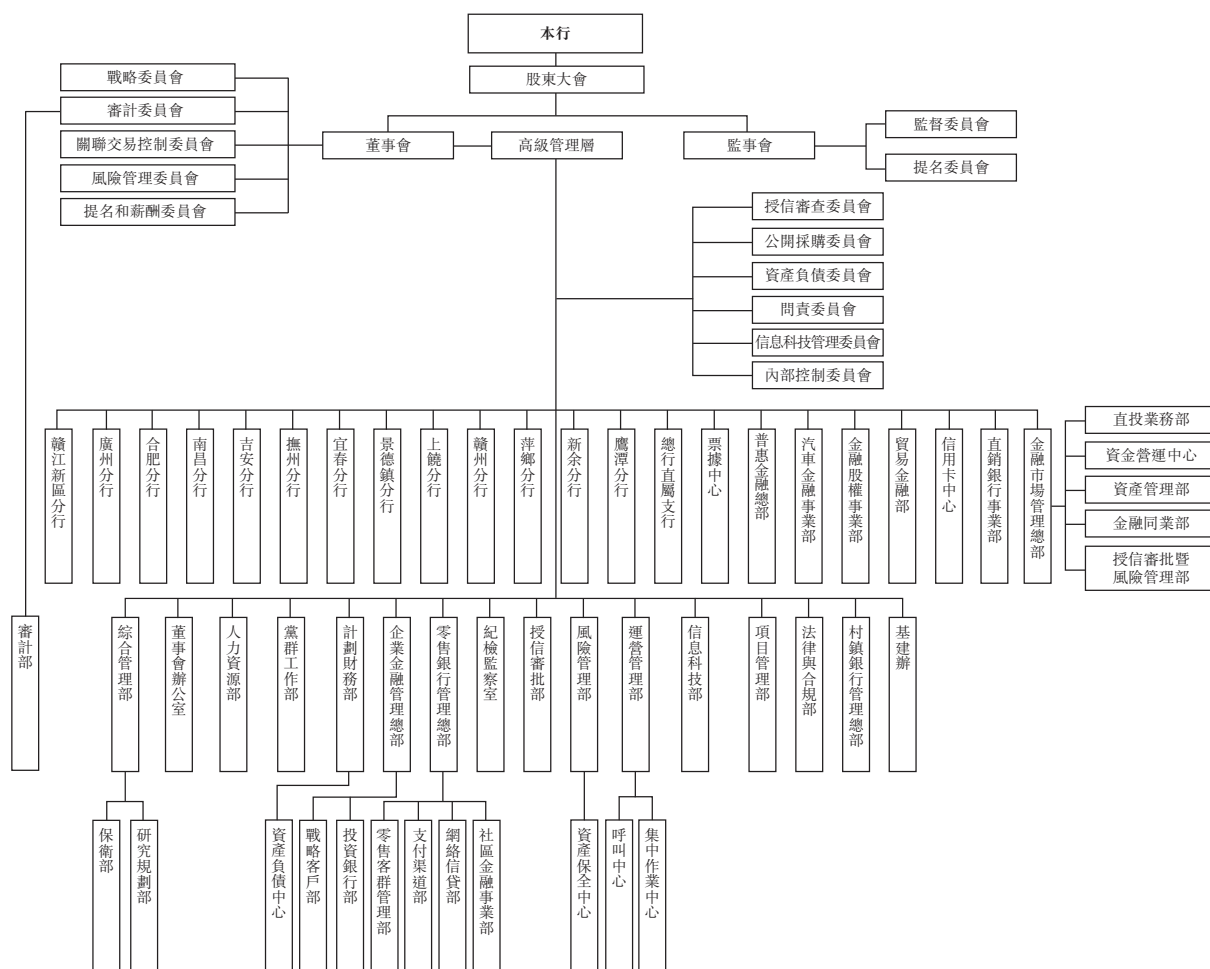 本行
股東大會
戰略委員會
審計委員會
關聯交易控制委員會
風險管理委員會
提名和薪酬委員會
董事會
高級管理層
監事會
監督委員會
提名委員會
授信審查委員會
公開採購委員會
資產負債委員會
問責委員會
信息科技管理委員會
內部控制委員會
贛江新區分行
廣州分行
合肥分行
南昌分行
吉安分行
撫州分行
宜春分行
景德鎮分行
上饒分行
贛州分行
萍鄉分行
新余分行
鷹潭分行
總行直屬支行
票據中心
普惠金融總部
汽車金融事業部
金融股權事業部
貿易金融部
信用卡中心
直銷銀行事業部
金融市場管理總部
直投業務部
資金營運中心
資產管理部
金融同業部
授信審批暨
風險管理部
審計部
綜合管理部
董事會辦公室
人力資源部
黨群工作部
計劃財務部
企業金融管理總部
零售銀行管理總部
紀檢監察室
授信審批部
風險管理部
運營管理部
信息科技部
項目管理部
法律與合規部
村鎮銀行管理總部
基建辦
保衛部
研究規劃部
資產負債中心
戰略客戶部
投資銀行部
零售客群管理部
支付渠道部
網絡信貸部
社區金融事業部
資產保全中心
呼叫中心
集中作業中心